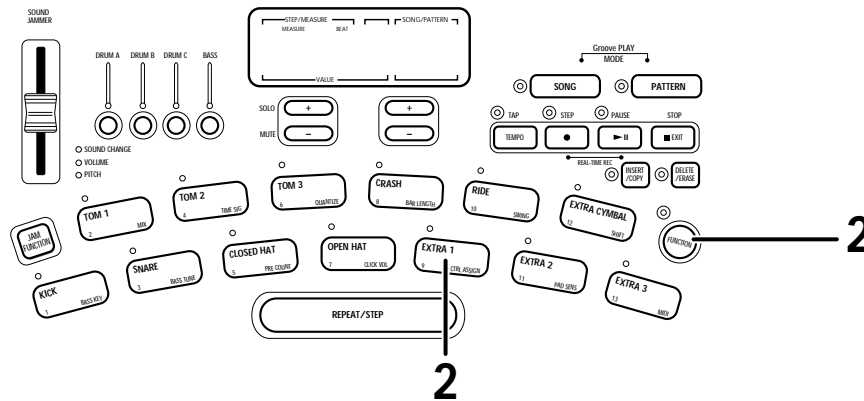 SOUND
JAMMER
STEP/MEASURE
SONG/PATTERN
MEASURE
BEAT
VALUE
DRUM A
DRUM B
DRUM C
BASS
Groove PLAY
MODE
SONG
PATTERN
SOLO
+
+
MUTE
–
–
TAP
STEP
PAUSE
STOP
TEMPO
●
►II
■ EXIT
REAL-TIME REC
INSERT
/COPY
DELETE
/ERASE
SOUND CHANGE
VOLUME
PITCH
TOM 1
2 MIX
TOM 2
4 TIME SIG
TOM 3
6 QUANTIZE
CRASH
8 BAR LENGTH
RIDE
10 SWING
EXTRA CYMBAL
12 SHIFT
FUNCTION
2
JAM
FUNCTION
KICK
1 BASS KEY
SNARE
3 BASS TUNE
CLOSED HAT
5 PRE COUNT
OPEN HAT
7 CLICK VOL
EXTRA 1
9 CTRL ASSIGN
EXTRA 2
11 PAD SENS
EXTRA 3
13 MIDI
REPEAT/STEP
2